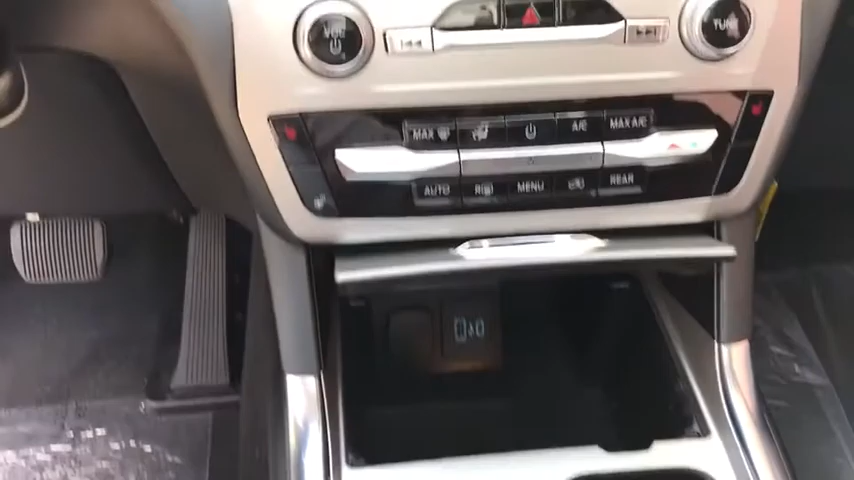 VOL TUNE
MAX A/C MAX A/C
AUTO R MENU REAR